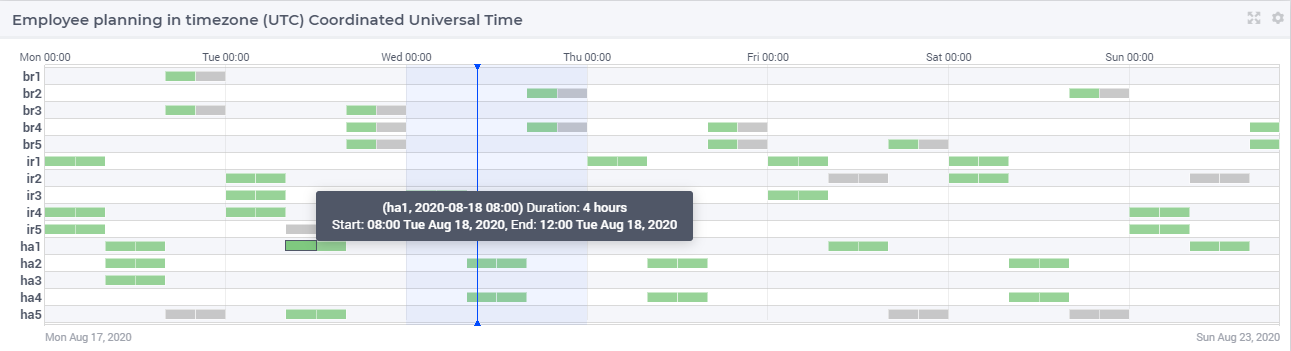 Employee planning in timezone (UTC) Coordinated Universal Time
Mon 00:00 Tue 00:00 Wed 00:00 Thu 00:00 Fri 00:00 Sat 00:00 Sun 00:00
br1
br2
br3
br4
br5
ir1
ir2
ir3
(ha1, 2020-08-18 08:00) Duration: 4 hours
ir4
Start: 08:00 Tue Aug 18, 2020, End: 12:00 Tue Aug 18, 2020
ir5
ha1
ha2
ha3
ha4
ha5
Mon Aug 17, 2020 Sun Aug 23, 2020